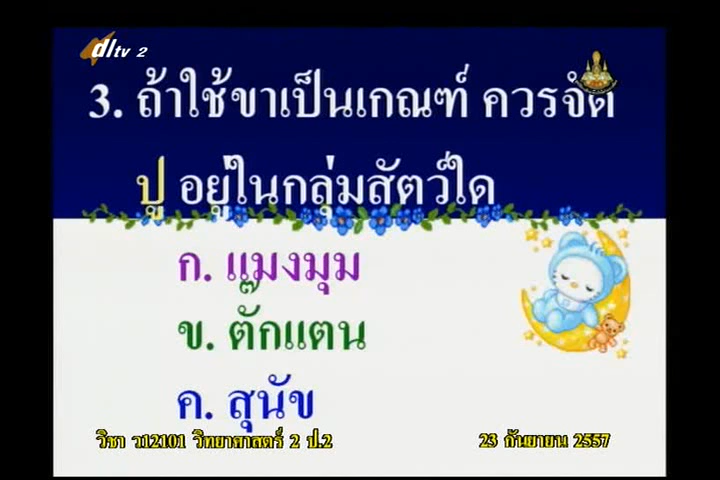 dltv 2
3. ถ้าใช้ขาเป็นเกณฑ์ ควรจัด
ปู อยู่ในกลุ่มสัตว์ใด
ก. แมงมุม
ข. ตั๊กแตน
ค. สุนัข
วิชา ว12101 วิทยาศาสตร์ 2 ป.2
23 กันยายน 2557